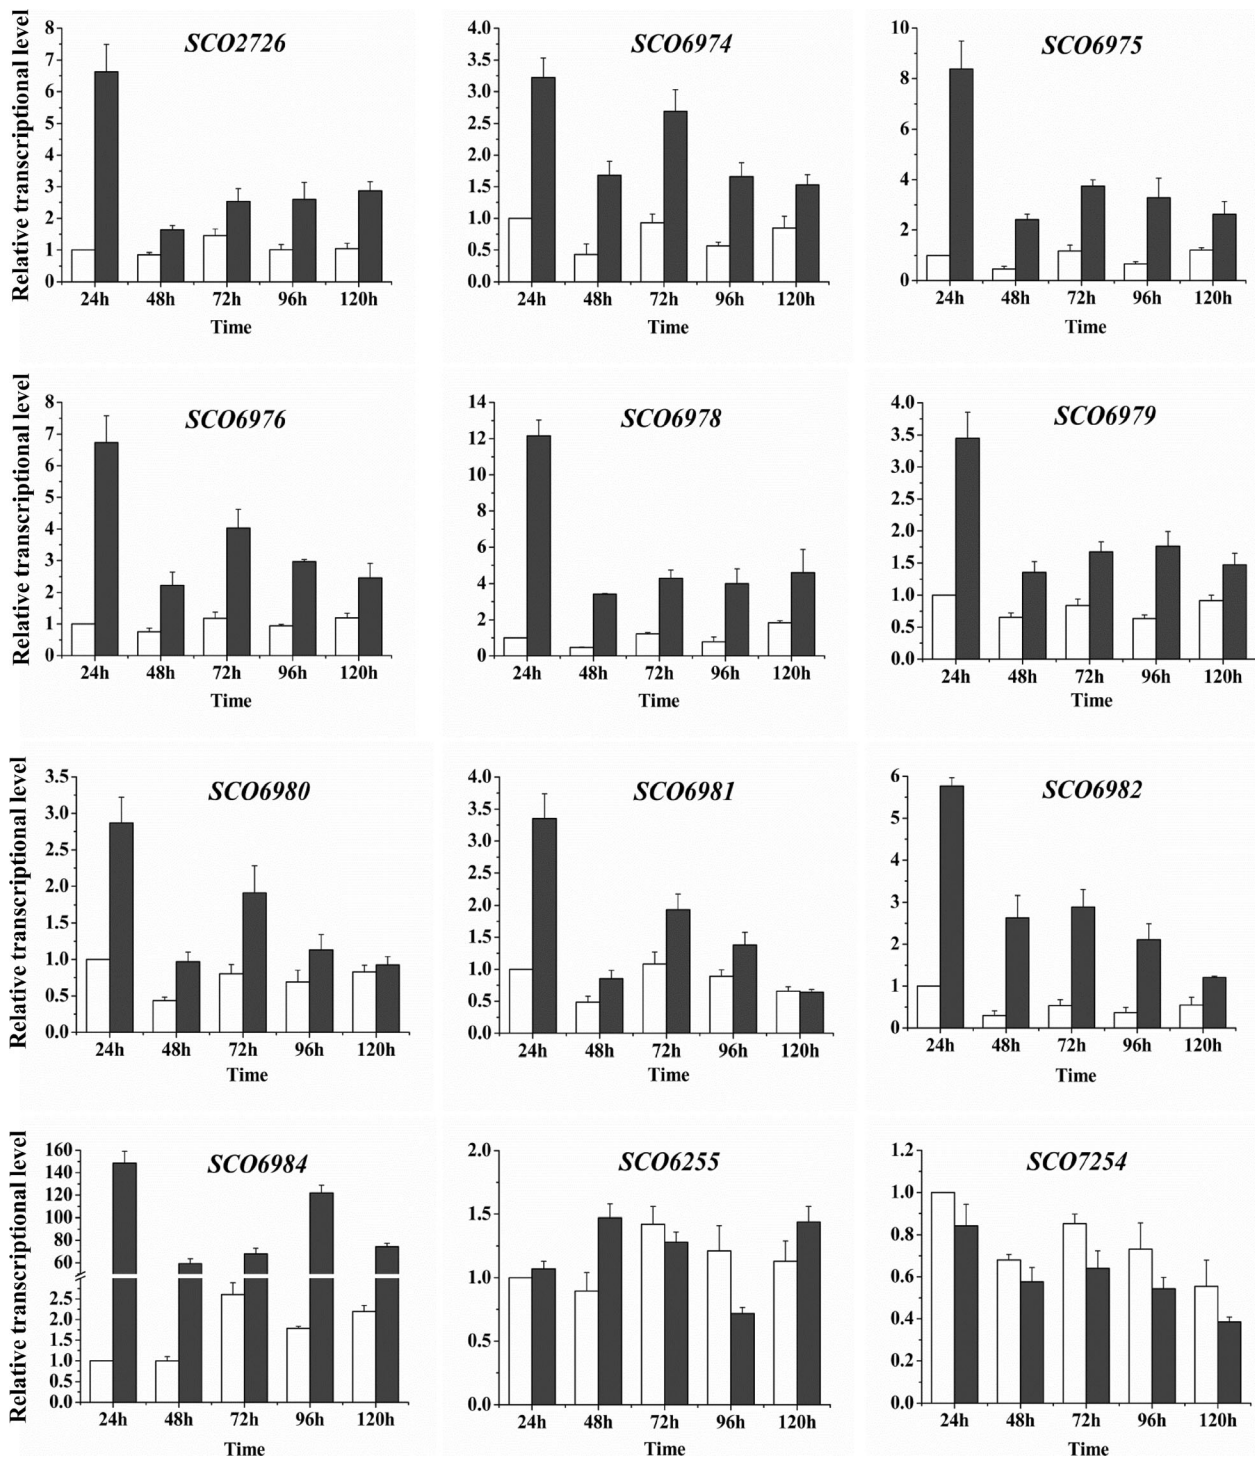 SCO2726
Relative transcriptional level
8
7
6
5
4
3
2
1
0
24h 48h 72h 96h 120h
Time
SCO6974
4.0
3.5
3.0
2.5
2.0
1.5
1.0
0.5
0.0
24h 48h 72h 96h 120h
Time
SCO6975
10
8
6
4
2
0
24h 48h 72h 96h 120h
Time
SCO6976
Relative transcriptional level
8
7
6
5
4
3
2
1
0
24h 48h 72h 96h 120h
Time
SCO6978
14
12
10
8
6
4
2
0
24h 48h 72h 96h 120h
Time
SCO6979
4.0
3.5
3.0
2.5
2.0
1.5
1.0
0.5
0.0
24h 48h 72h 96h 120h
Time
SCO6980
Relative transcriptional level
3.5
3.0
2.5
2.0
1.5
1.0
0.5
0.0
24h 48h 72h 96h 120h
Time
SCO6981
4.0
3.5
3.0
2.5
2.0
1.5
1.0
0.5
0.0
24h 48h 72h 96h 120h
Time
SCO6982
6
5
4
3
2
1
0
24h 48h 72h 96h 120h
Time
SCO6984
Relative transcriptional level
160
140
120
100
80
60
2.5
2.0
1.5
1.0
0.5
0.0
24h 48h 72h 96h 120h
Time
SCO6255
2.0
1.5
1.0
0.5
0.0
24h 48h 72h 96h 120h
Time
SCO7254
1.2
1.0
0.8
0.6
0.4
0.2
0.0
24h 48h 72h 96h 120h
Time